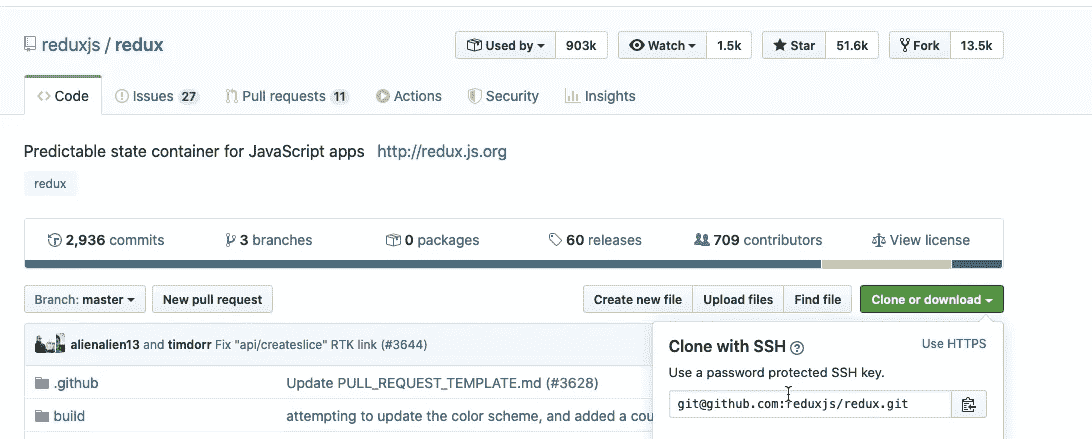 reduxjs / redux
Used by 903k Watch 1.5k Star 51.6k Fork 13.5k
Code Issues 27 Pull requests 11 Actions Security Insights
Predictable state container for JavaScript apps http://redux.js.org
redux
2,936 commits 3 branches 0 packages 60 releases 709 contributors View license
Branch: master New pull request Create new file Upload files Find file Clone or download
alienalien13 and timdorr Fix "api/createslice" RTK link (#3644)
Clone with SSH ? Use HTTPS
Use a password protected SSH key.
.github Update PULL_REQUEST_TEMPLATE.md (#3628)
git@github.com:reduxjs/redux.git
build attempting to update the color scheme, and added a cou